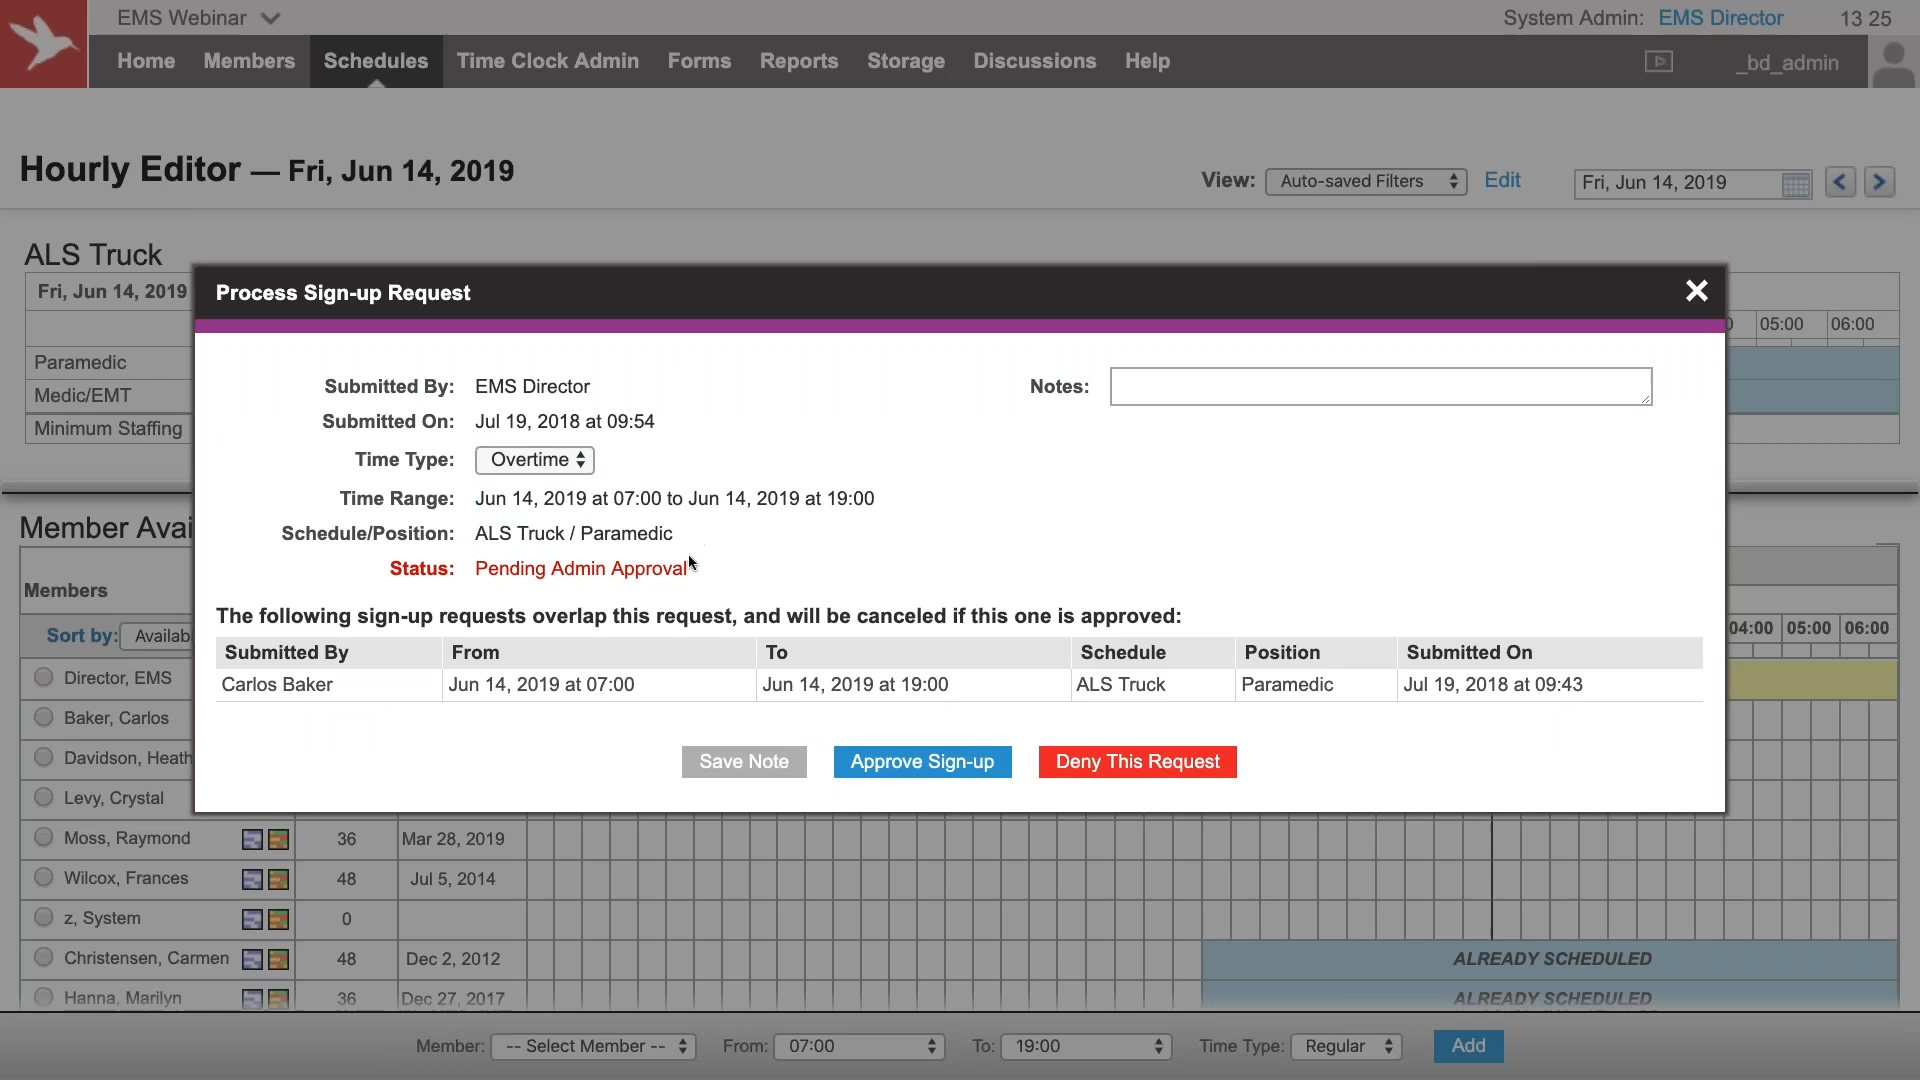 EMS Webinar
System Admin: EMS Director 13 25
Home Members Schedules Time Clock Admin Forms Reports Storage Discussions Help _bd_admin
Hourly Editor — Fri, Jun 14, 2019
View: Auto-saved Filters Edit Fri, Jun 14, 2019
ALS Truck
Fri, Jun 14, 2019
05:00 06:00
Paramedic
Medic/EMT
Minimum Staffing
Process Sign-up Request
Submitted By: EMS Director
Notes:
Submitted On: Jul 19, 2018 at 09:54
Time Type: Overtime
Time Range: Jun 14, 2019 at 07:00 to Jun 14, 2019 at 19:00
Schedule/Position: ALS Truck / Paramedic
Status: Pending Admin Approval
The following sign-up requests overlap this request, and will be canceled if this one is approved:
Submitted By From To Schedule Position Submitted On
Carlos Baker Jun 14, 2019 at 07:00 Jun 14, 2019 at 19:00 ALS Truck Paramedic Jul 19, 2018 at 09:43
Save Note Approve Sign-up Deny This Request
Member Avai
Members
Sort by: Availab
04:00 05:00 06:00
Director, EMS
Baker, Carlos
Davidson, Heath
Levy, Crystal
Moss, Raymond 36 Mar 28, 2019
Wilcox, Frances 48 Jul 5, 2014
z, System 0
Christensen, Carmen 48 Dec 2, 2012 ALREADY SCHEDULED
Hanna, Marilyn 36 Dec 27, 2017 ALREADY SCHEDULED
Member: -- Select Member -- From: 07:00 To: 19:00 Time Type: Regular Add